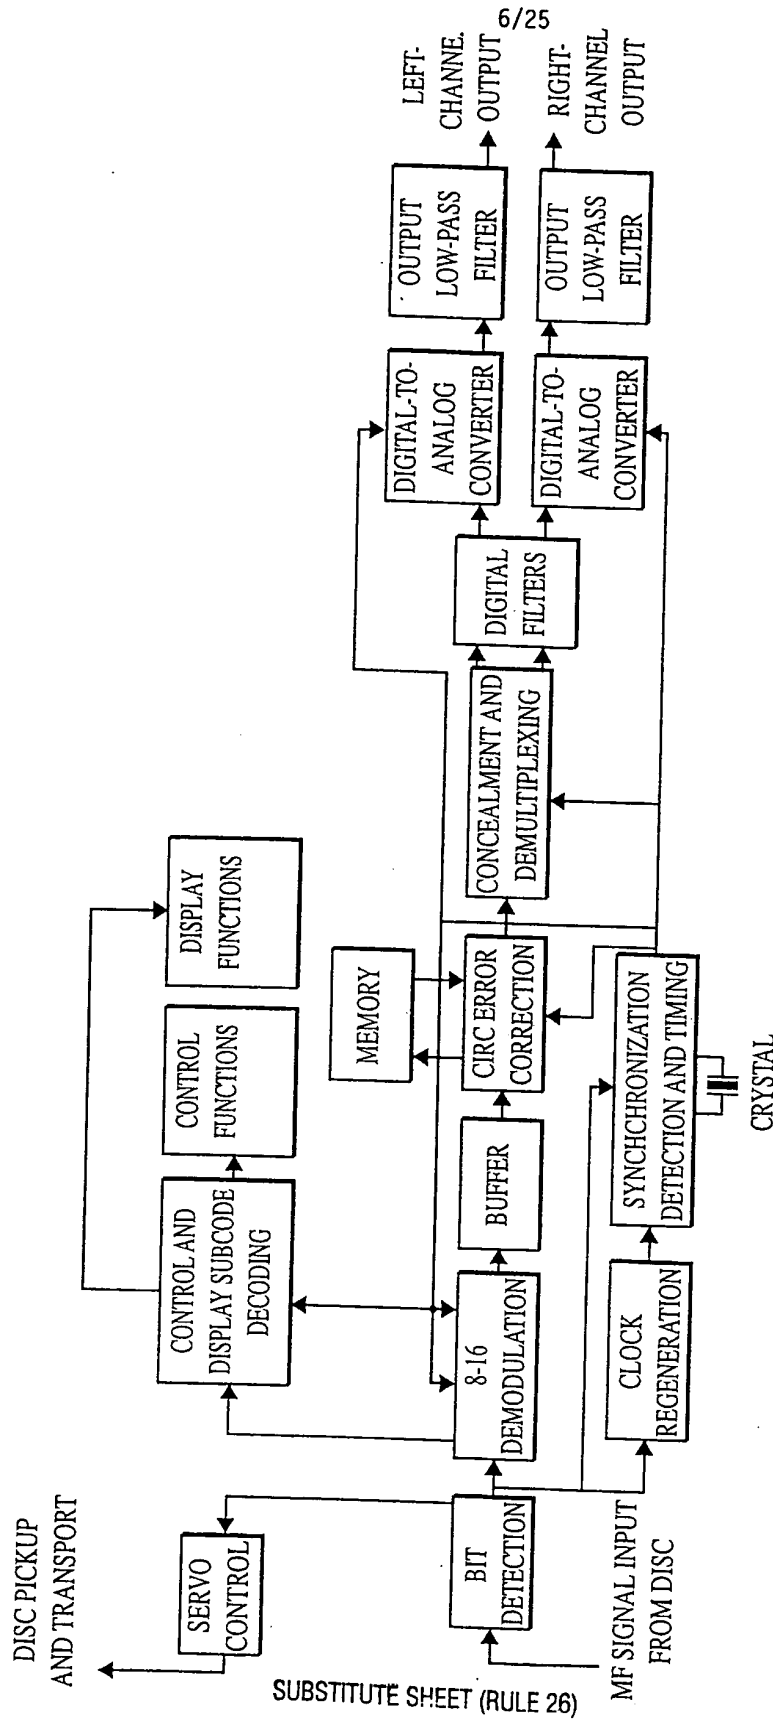 6/25
DISC PICKUP
AND TRANSPORT
SERVO
CONTROL
CONTROL AND
DISPLAY SUBCODE
DECODING
CONTROL
FUNCTIONS
DISPLAY
FUNCTIONS
MF SIGNAL INPUT
FROM DISC
BIT
DETECTION
8-16
DEMODULATION
BUFFER
MEMORY
CIRC ERROR
CORRECTION
CONCEALMENT AND
DEMULTIPLEXING
DIGITAL
FILTERS
DIGITAL-TO-
ANALOG
CONVERTER
OUTPUT
LOW-PASS
FILTER
LEFT-
CHANNE.
OUTPUT
DIGITAL-TO-
ANALOG
CONVERTER
OUTPUT
LOW-PASS
FILTER
RIGHT-
CHANNEL
OUTPUT
CLOCK
REGENERATION
SYNCHCHRONIZATION
DETECTION AND TIMING
CRYSTAL
SUBSTITUTE SHEET (RULE 26)